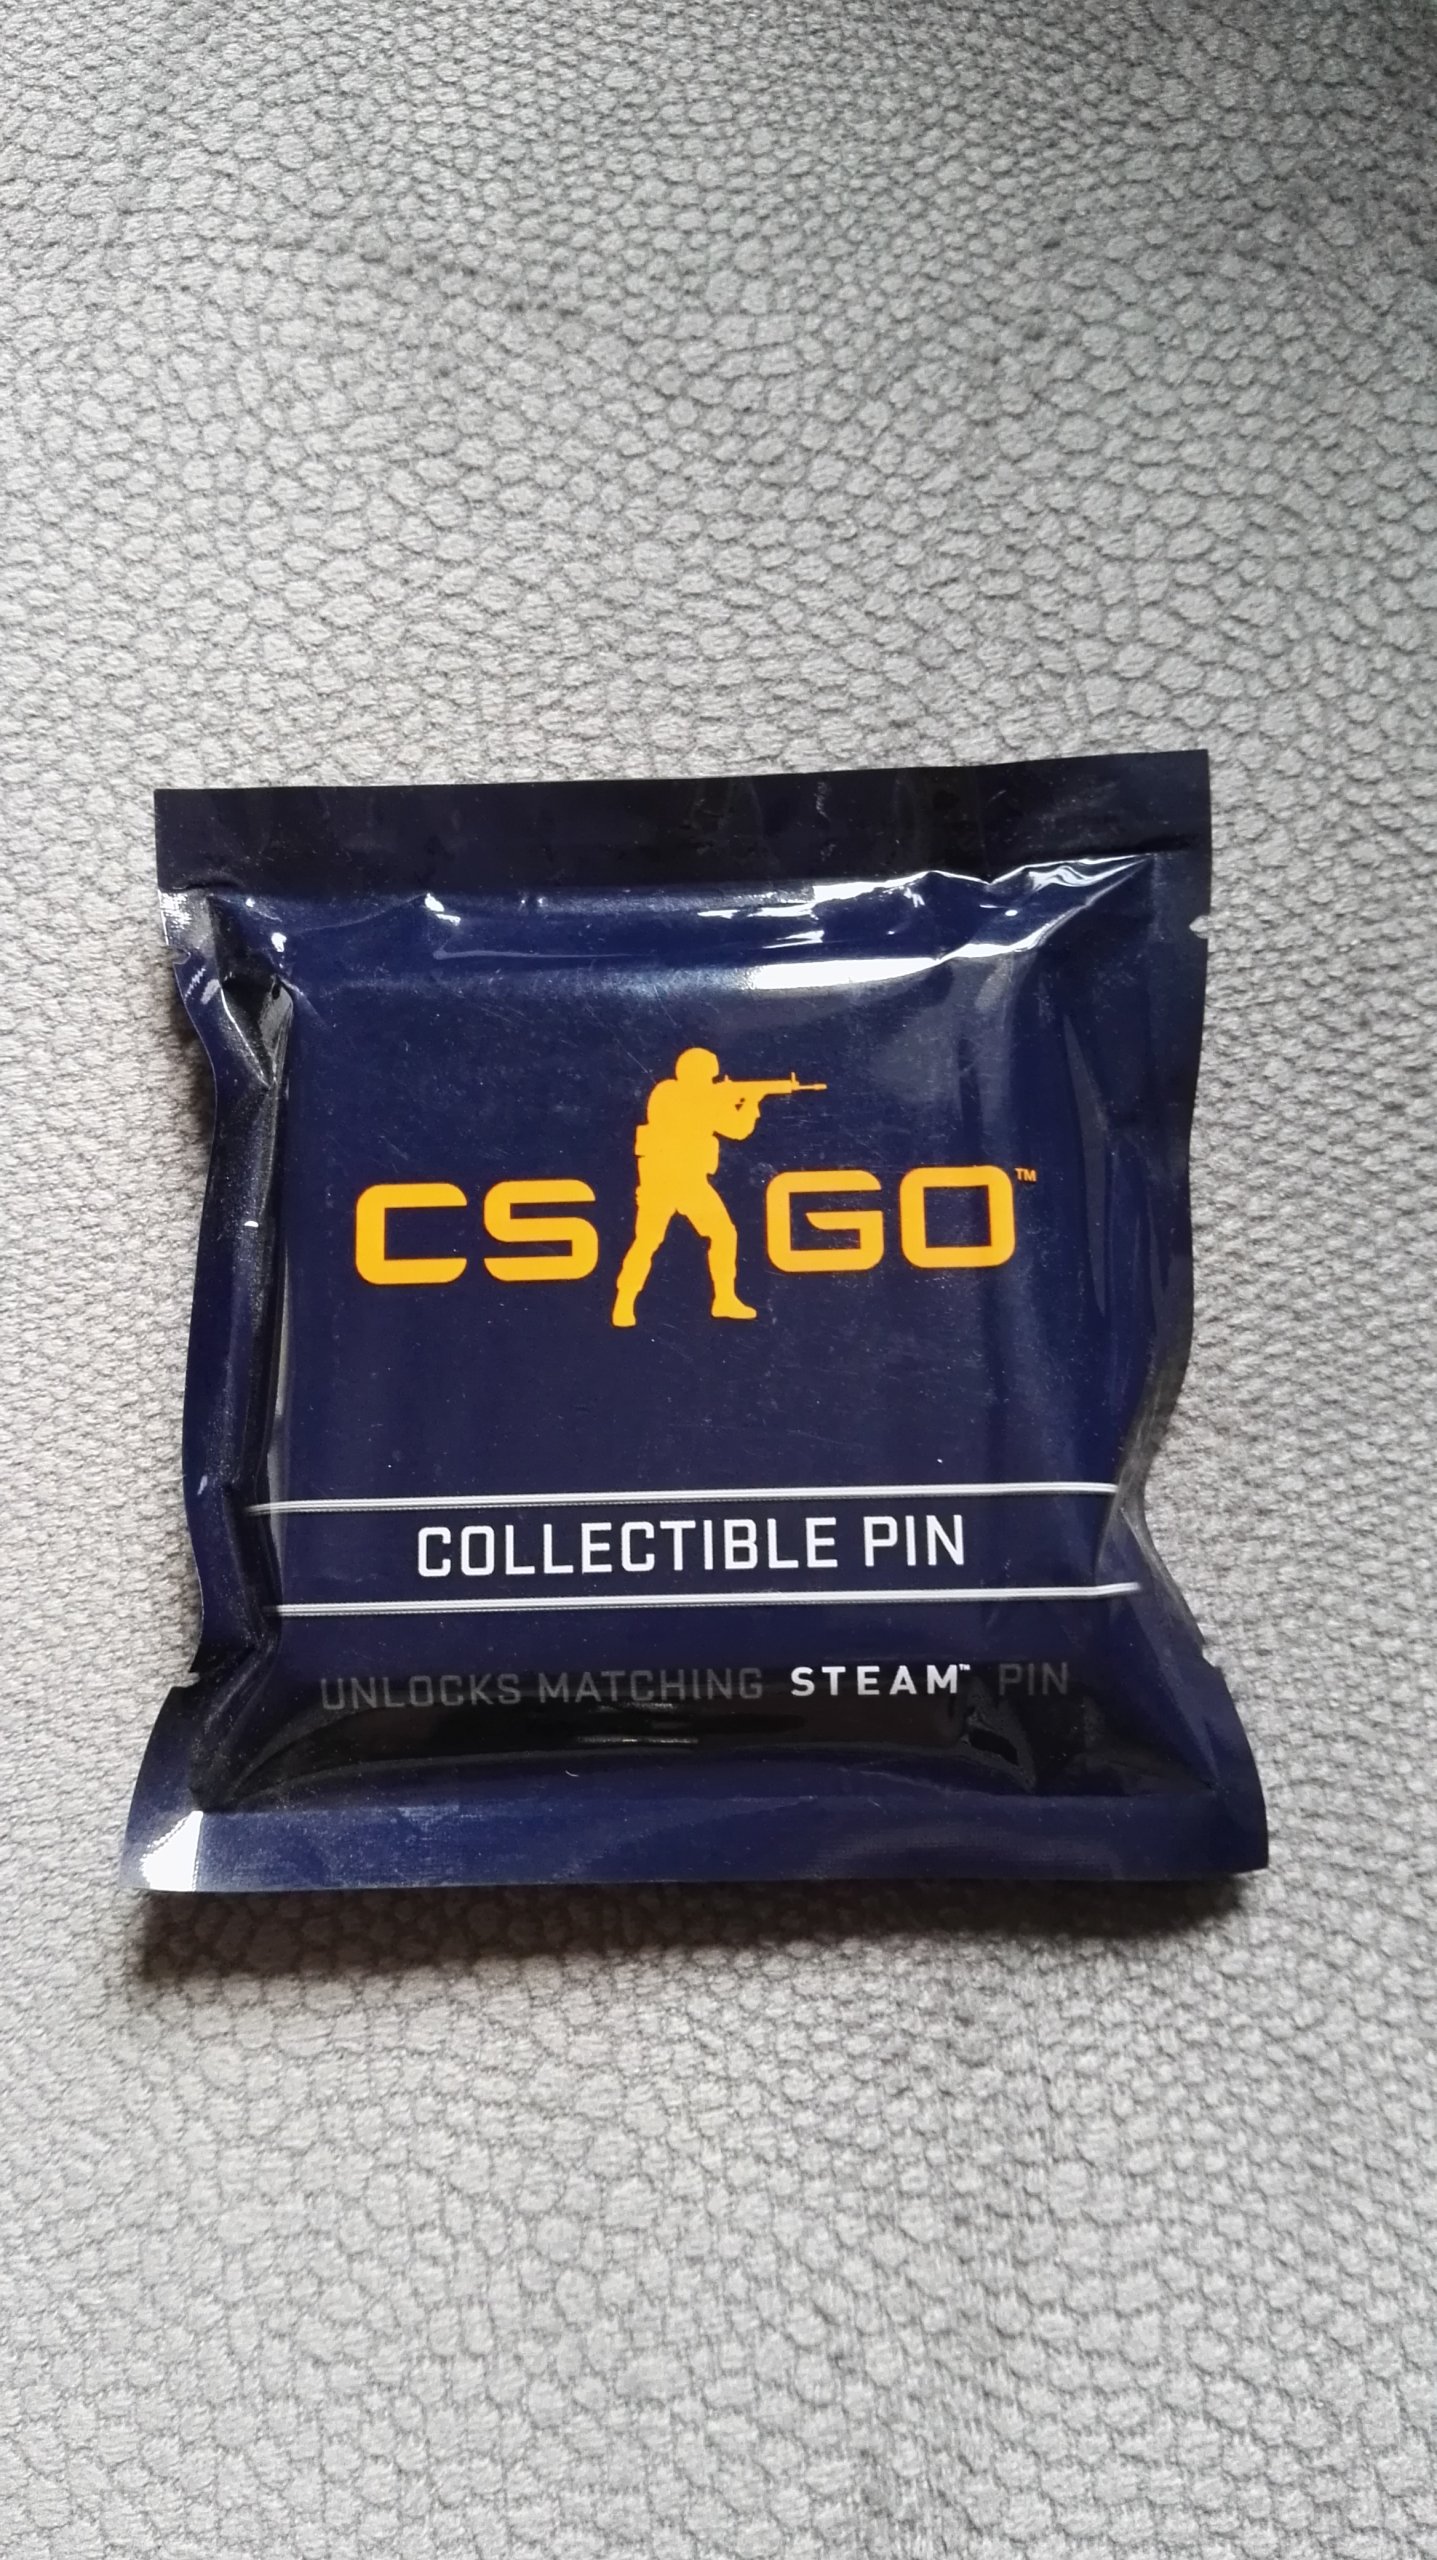 CS GO™
COLLECTIBLE PIN
UNLOCKS MATCHING STEAM™ PIN